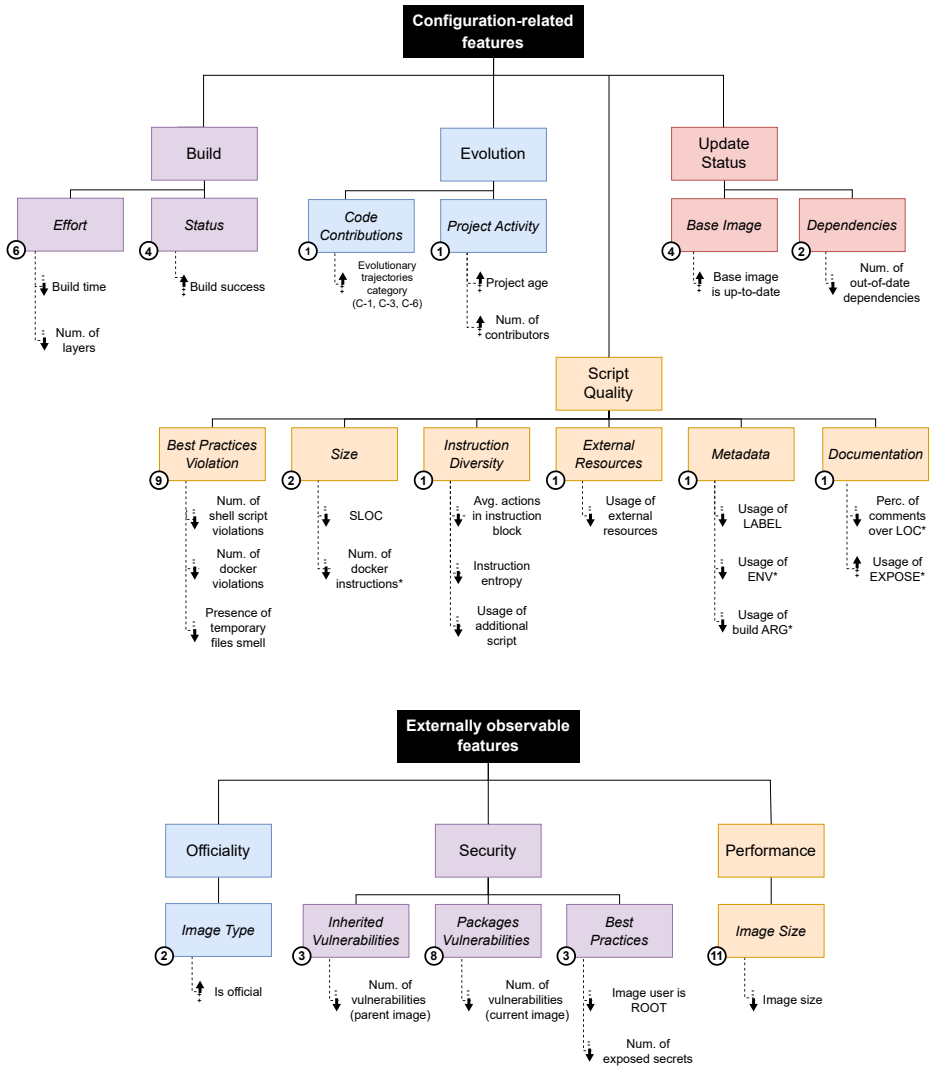 Configuration-related
features
Build
Evolution
Update
Status
Effort
Status
Code
Contributions
Project Activity
Base Image
Dependencies
6
4
1
1
4
2
Build time
Num. of
layers
Build success
Evolutionary
trajectories
category
(C-1, C-3, C-6)
Project age
Num. of
contributors
Base image
is up-to-date
Num. of
out-of-date
dependencies
Script
Quality
Best Practices
Violation
Size
Instruction
Diversity
External
Resources
Metadata
Documentation
9
2
1
1
1
1
Num. of
shell script
violations
Num. of
docker
violations
Presence of
temporary
files smell
SLOC
Num. of
docker
instructions*
Avg. actions
in instruction
block
Instruction
entropy
Usage of
additional
script
Usage of
external
resources
Usage of
LABEL
Usage of
ENV*
Usage of
build ARG*
Perc. of
comments
over LOC*
Usage of
EXPOSE*
Externally observable
features
Officiality
Security
Performance
Image Type
Inherited
Vulnerabilities
Packages
Vulnerabilities
Best
Practices
Image Size
2
3
8
3
11
Is official
Num. of
vulnerabilities
(parent image)
Num. of
vulnerabilities
(current image)
Image user is
ROOT
Num. of
exposed secrets
Image size